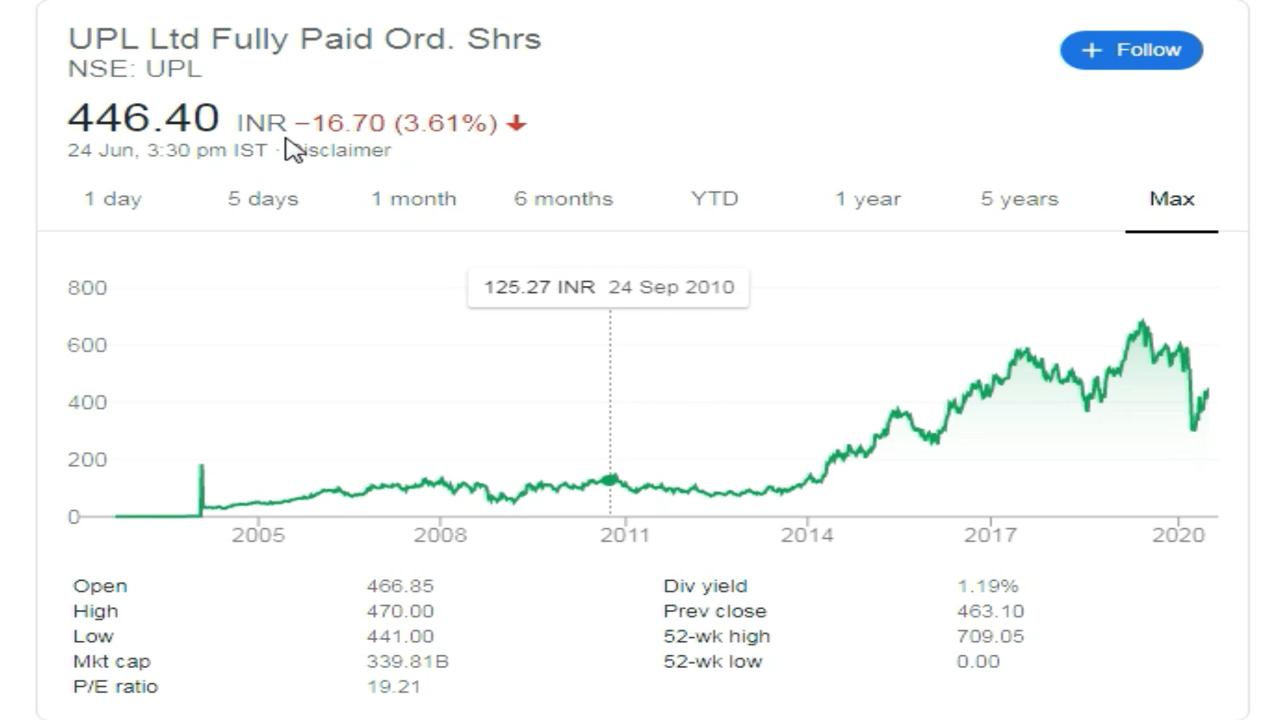 UPL Ltd Fully Paid Ord. Shrs
+ Follow
NSE: UPL
446.40 INR −16.70 (3.61%)
24 Jun, 3:30 pm IST ·
1 day 5 days 1 month 6 months YTD 1 year 5 years Max
125.27 INR 24 Sep 2010
800
600
400
200
0
2005 2008 2011 2014 2017 2020
Open 466.85 Div yield 1.19%
High 470.00 Prev close 463.10
Low 441.00 52-wk high 709.05
Mkt cap 339.81B 52-wk low 0.00
P/E ratio 19.21